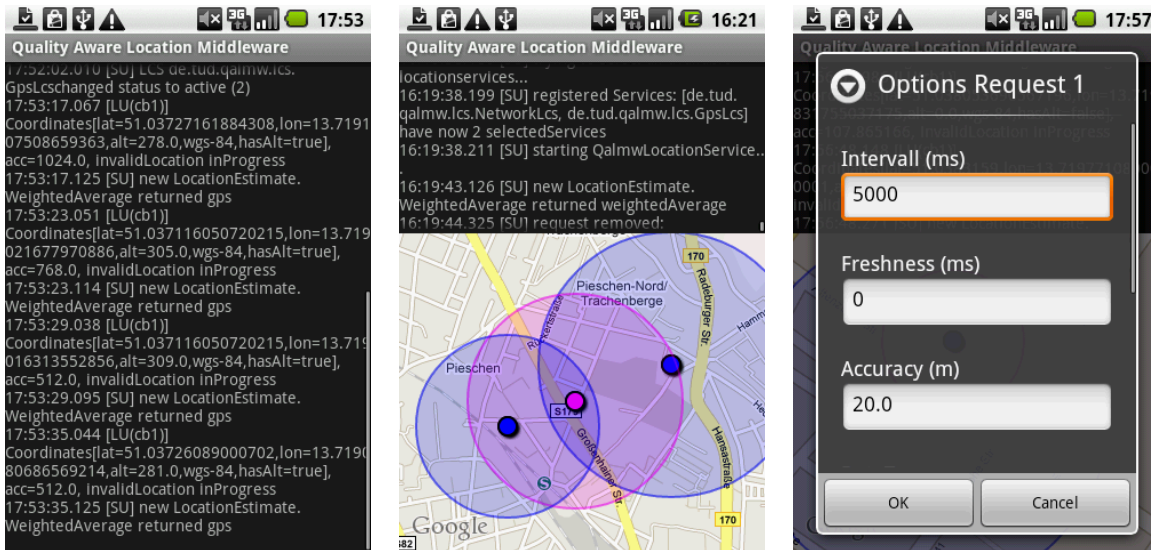 17:53
Quality Aware Location Middleware
17:52:02.010 [SU] LCS de.tud.qalmw.lcs.
GpsLcschanged status to active (2)
17:53:17.067 [LU(cb1)]
Coordinates[lat=51.03727161884308,lon=13.7191
07508659363,alt=278.0,wgs-84,hasAlt=true],
acc=1024.0, invalidLocation inProgress
17:53:17.125 [SU] new LocationEstimate.
WeightedAverage returned gps
17:53:23.051 [LU(cb1)]
Coordinates[lat=51.037116050720215,lon=13.719
021677970886,alt=305.0,wgs-84,hasAlt=true],
acc=768.0, invalidLocation inProgress
17:53:23.114 [SU] new LocationEstimate.
WeightedAverage returned gps
17:53:29.038 [LU(cb1)]
Coordinates[lat=51.037116050720215,lon=13.719
016313552856,alt=309.0,wgs-84,hasAlt=true],
acc=512.0, invalidLocation inProgress
17:53:29.095 [SU] new LocationEstimate.
WeightedAverage returned gps
17:53:35.044 [LU(cb1)]
Coordinates[lat=51.03726089000702,lon=13.7190
80686569214,alt=281.0,wgs-84,hasAlt=true],
acc=512.0, invalidLocation inProgress
17:53:35.125 [SU] new LocationEstimate.
WeightedAverage returned gps
3G
16:21
Quality Aware Location Middleware
locationservices...
16:19:38.199 [SU] registered Services: [de.tud.
qalmw.lcs.NetworkLcs, de.tud.qalmw.lcs.GpsLcs]
have now 2 selectedServices
16:19:38.211 [SU] starting QalmwLocationService..
.
16:19:43.126 [SU] new LocationEstimate.
WeightedAverage returned weightedAverage
16:19:44.325 [SU] request removed:
170
Pieschen-Nord/
Trachenberge
Radeburger Str.
Pieschen
Großenhainer Str.
Hansastraße
S
Google
82
170
3G
17:57
Quality Aware Location Middleware
Options Request 1
Intervall (ms)
5000
Freshness (ms)
0
Accuracy (m)
20.0
OK
Cancel